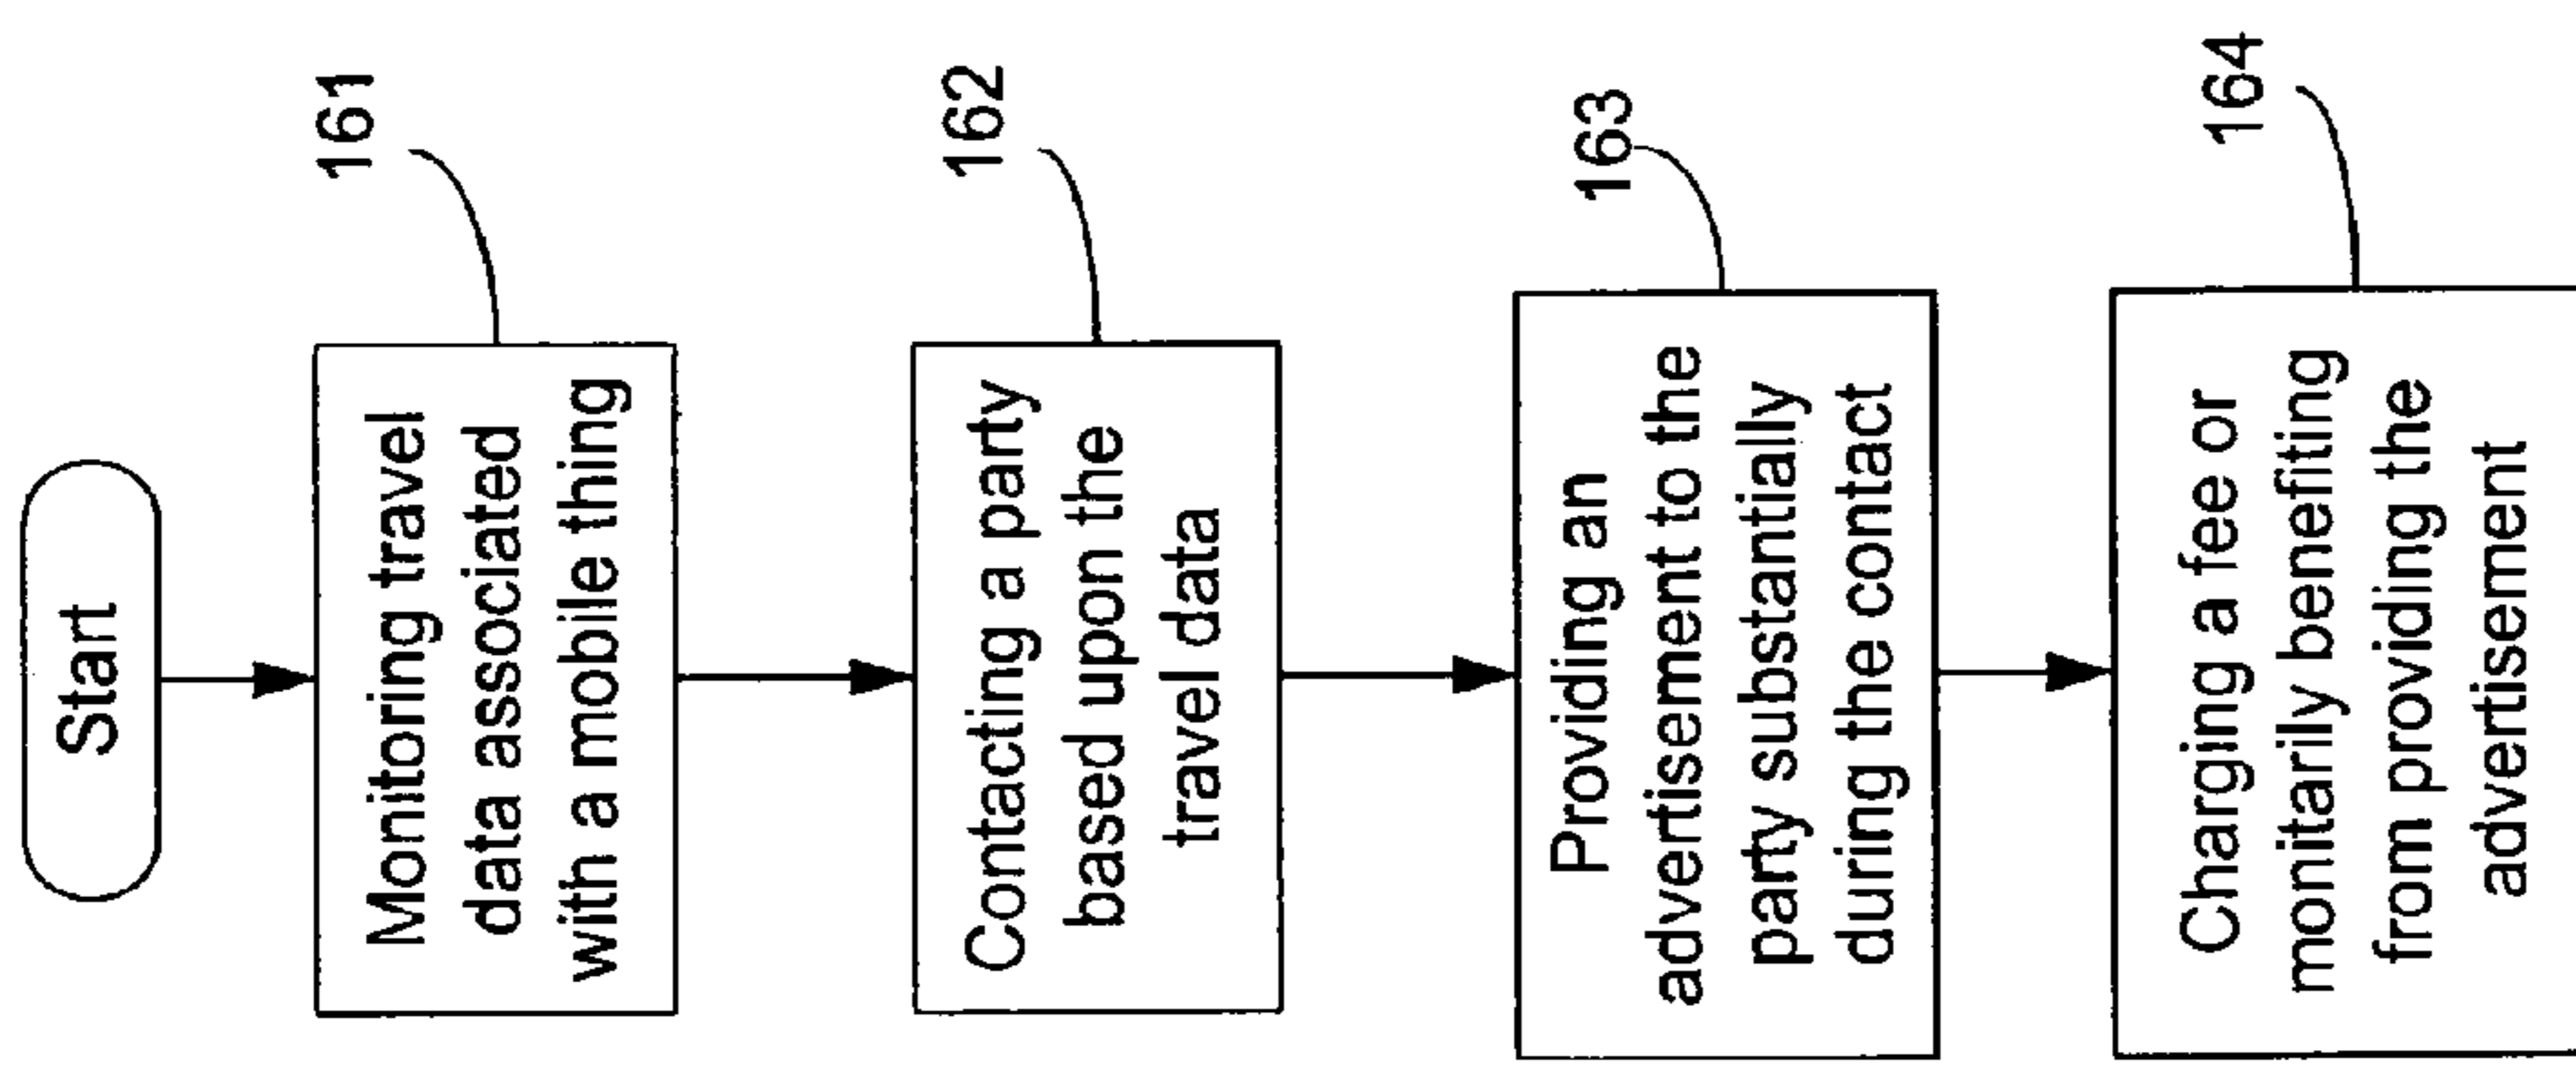 Start
161
Monitoring travel
data associated
with a mobile thing
162
Contacting a party
based upon the
travel data
163
Providing an
advertisement to the
party substantially
during the contact
164
Charging a fee or
monitarily benefiting
from providing the
advertisement